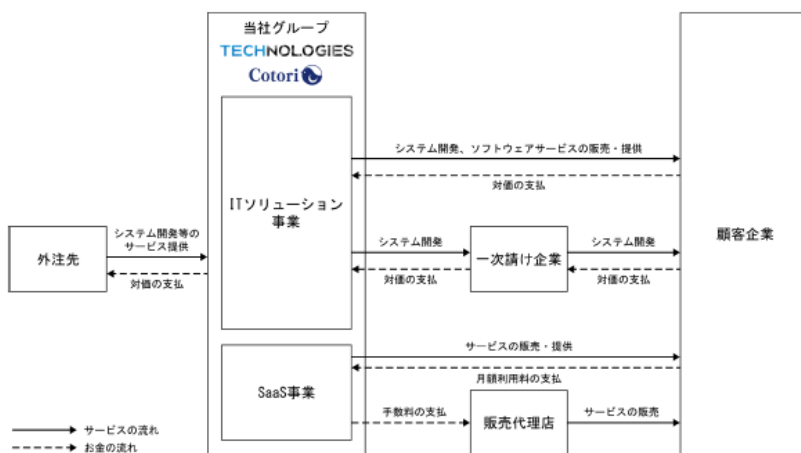 当社グループ
TECHNOLOGIES
Cotori
システム開発、ソフトウェアサービスの販売・提供
対価の支払
ITソリューション
事業
顧客企業
システム開発等の
サービス提供
外注先
対価の支払
システム開発
対価の支払
一次請け企業
システム開発
対価の支払
サービスの販売・提供
月額利用料の支払
SaaS事業
手数料の支払
販売代理店
サービスの販売
サービスの流れ
お金の流れ